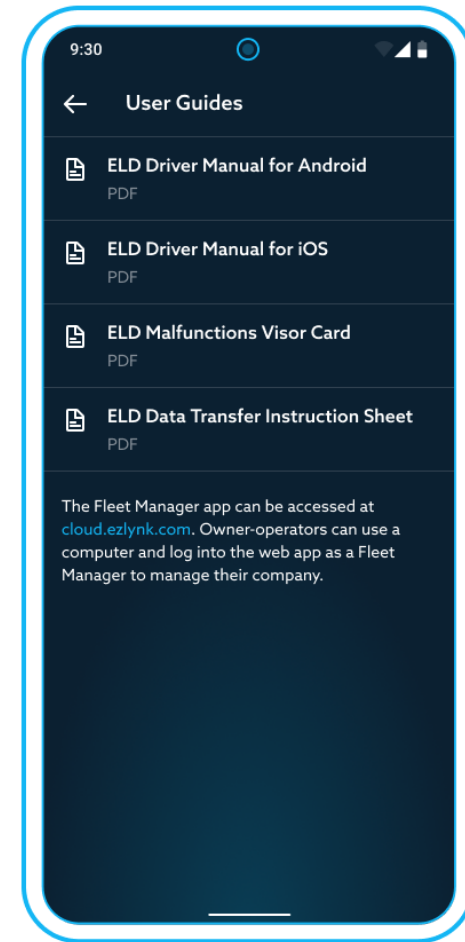 9:30
User Guides
ELD Driver Manual for Android
PDF
ELD Driver Manual for iOS
PDF
ELD Malfunctions Visor Card
PDF
ELD Data Transfer Instruction Sheet
PDF
The Fleet Manager app can be accessed at
cloud.ezlynk.com. Owner-operators can use a
computer and log into the web app as a Fleet
Manager to manage their company.